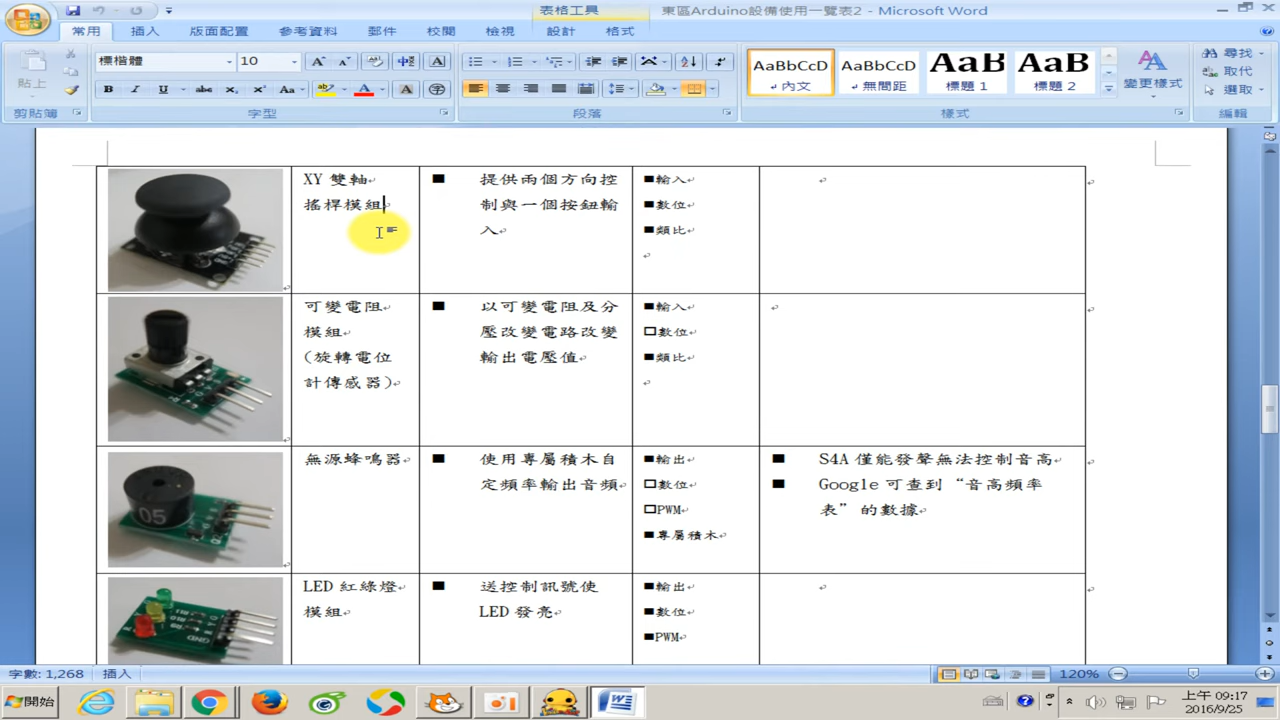 表格工具
東區Arduino設備使用一覽表2 - Microsoft Word
常用 插入 版面配置 參考資料 郵件 校閱 檢視 設計 格式
標楷體 10
貼上
AaBbCcD AaBbCcD AaBb AaBb
內文 無間距 標題 1 標題 2
變更樣式
尋找
取代
選取
剪貼簿 字型 段落 樣式 編輯
XY 雙軸
搖桿模組
■ 提供兩個方向控
制與一個按鈕輸
入
■輸入
■數位
■類比
可變電阻
模組
(旋轉電位
計傳感器)
■ 以可變電阻及分
壓改變電路改變
輸出電壓值
■輸入
□數位
■類比
05
無源蜂鳴器
■ 使用專屬積木自
定頻率輸出音頻
■輸出
□數位
□PWM
■專屬積木
■ S4A 僅能發聲無法控制音高
■ Google 可查到“音高頻率
表”的數據
GND
LED 紅綠燈
模組
■ 送控制訊號使
LED 發亮
■輸出
■數位
■PWM
字數: 1,268 插入 120%
開始
上午 09:17
2016/9/25